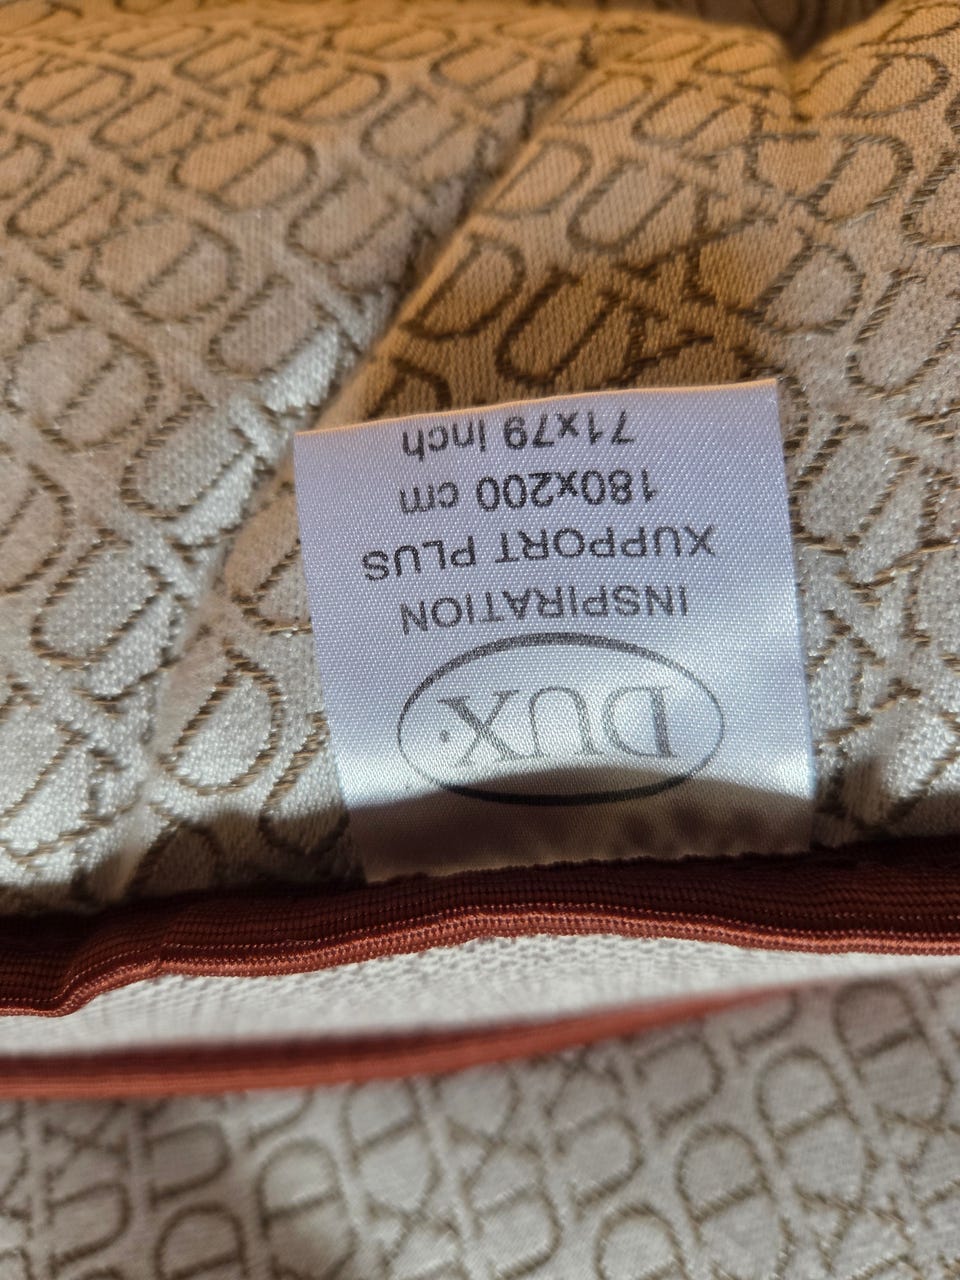 DUX.
INSPIRATION
XUPPORT PLUS
180x200 cm
71x79 inch